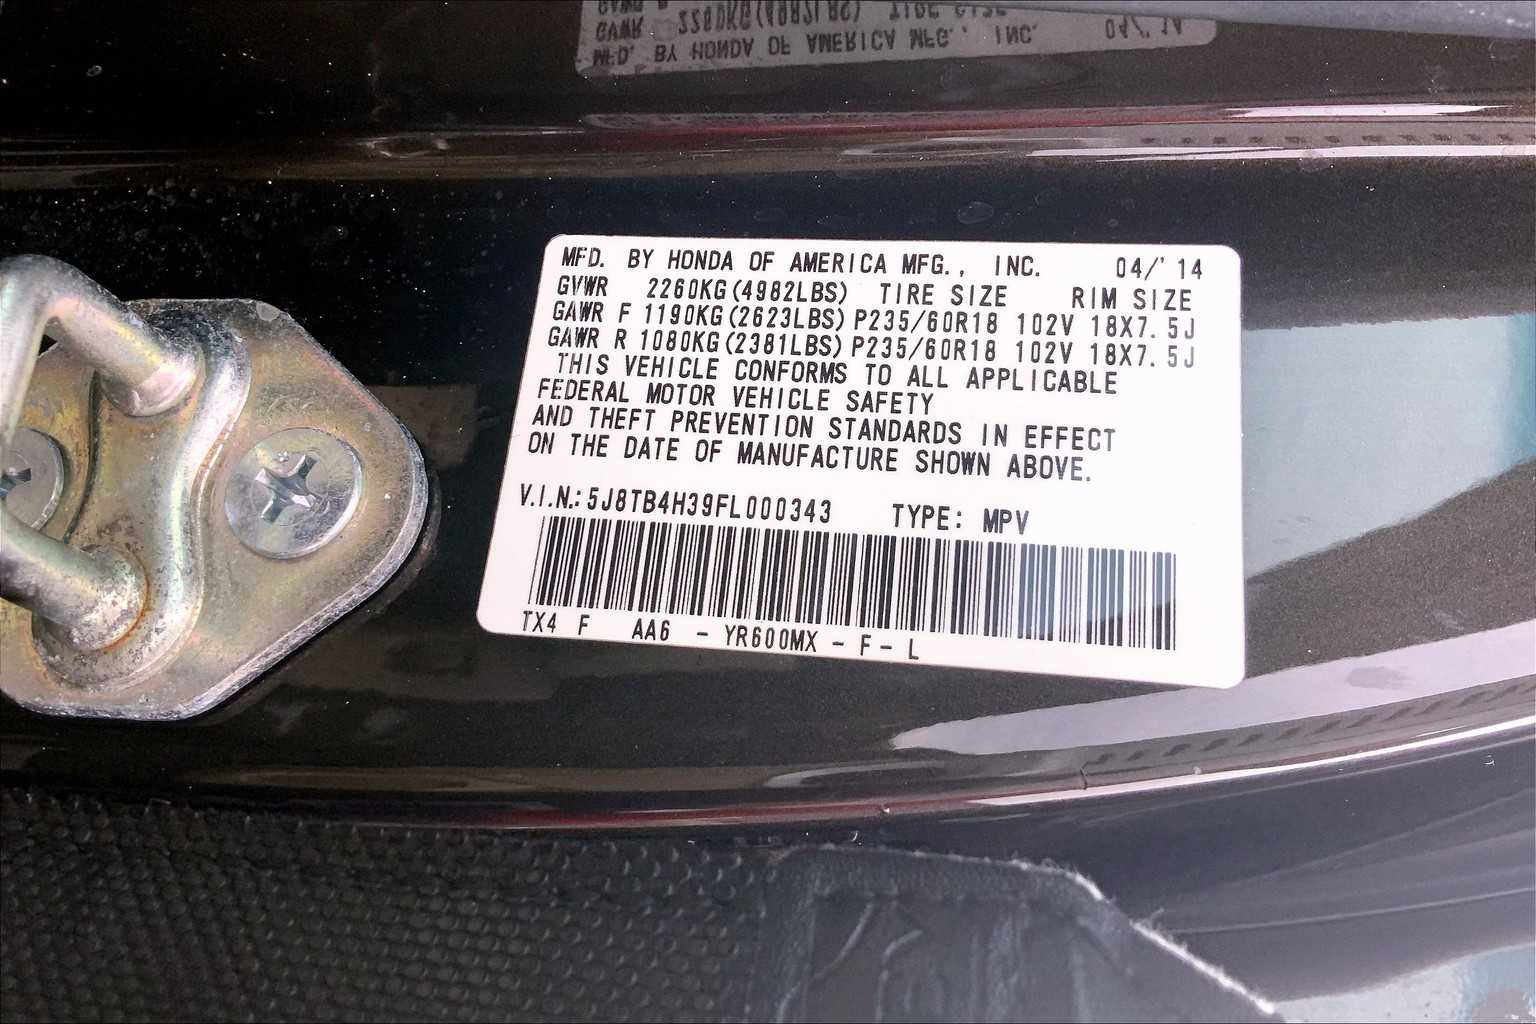 MFD. BY HONDA OF AMERICA MFG., INC. 04/'14
GVWR 2260KG(4982LBS) TIRE SIZE RIM SIZE
GAWR F 1190KG(2623LBS) P235/60R18 102V 18X7.5J
GAWR R 1080KG(2381LBS) P235/60R18 102V 18X7.5J
THIS VEHICLE CONFORMS TO ALL APPLICABLE
FEDERAL MOTOR VEHICLE SAFETY
AND THEFT PREVENTION STANDARDS IN EFFECT
ON THE DATE OF MANUFACTURE SHOWN ABOVE.
V.I.N.: 5J8TB4H39FL000343 TYPE: MPV
TX4 F AA6 - YR600MX - F - L